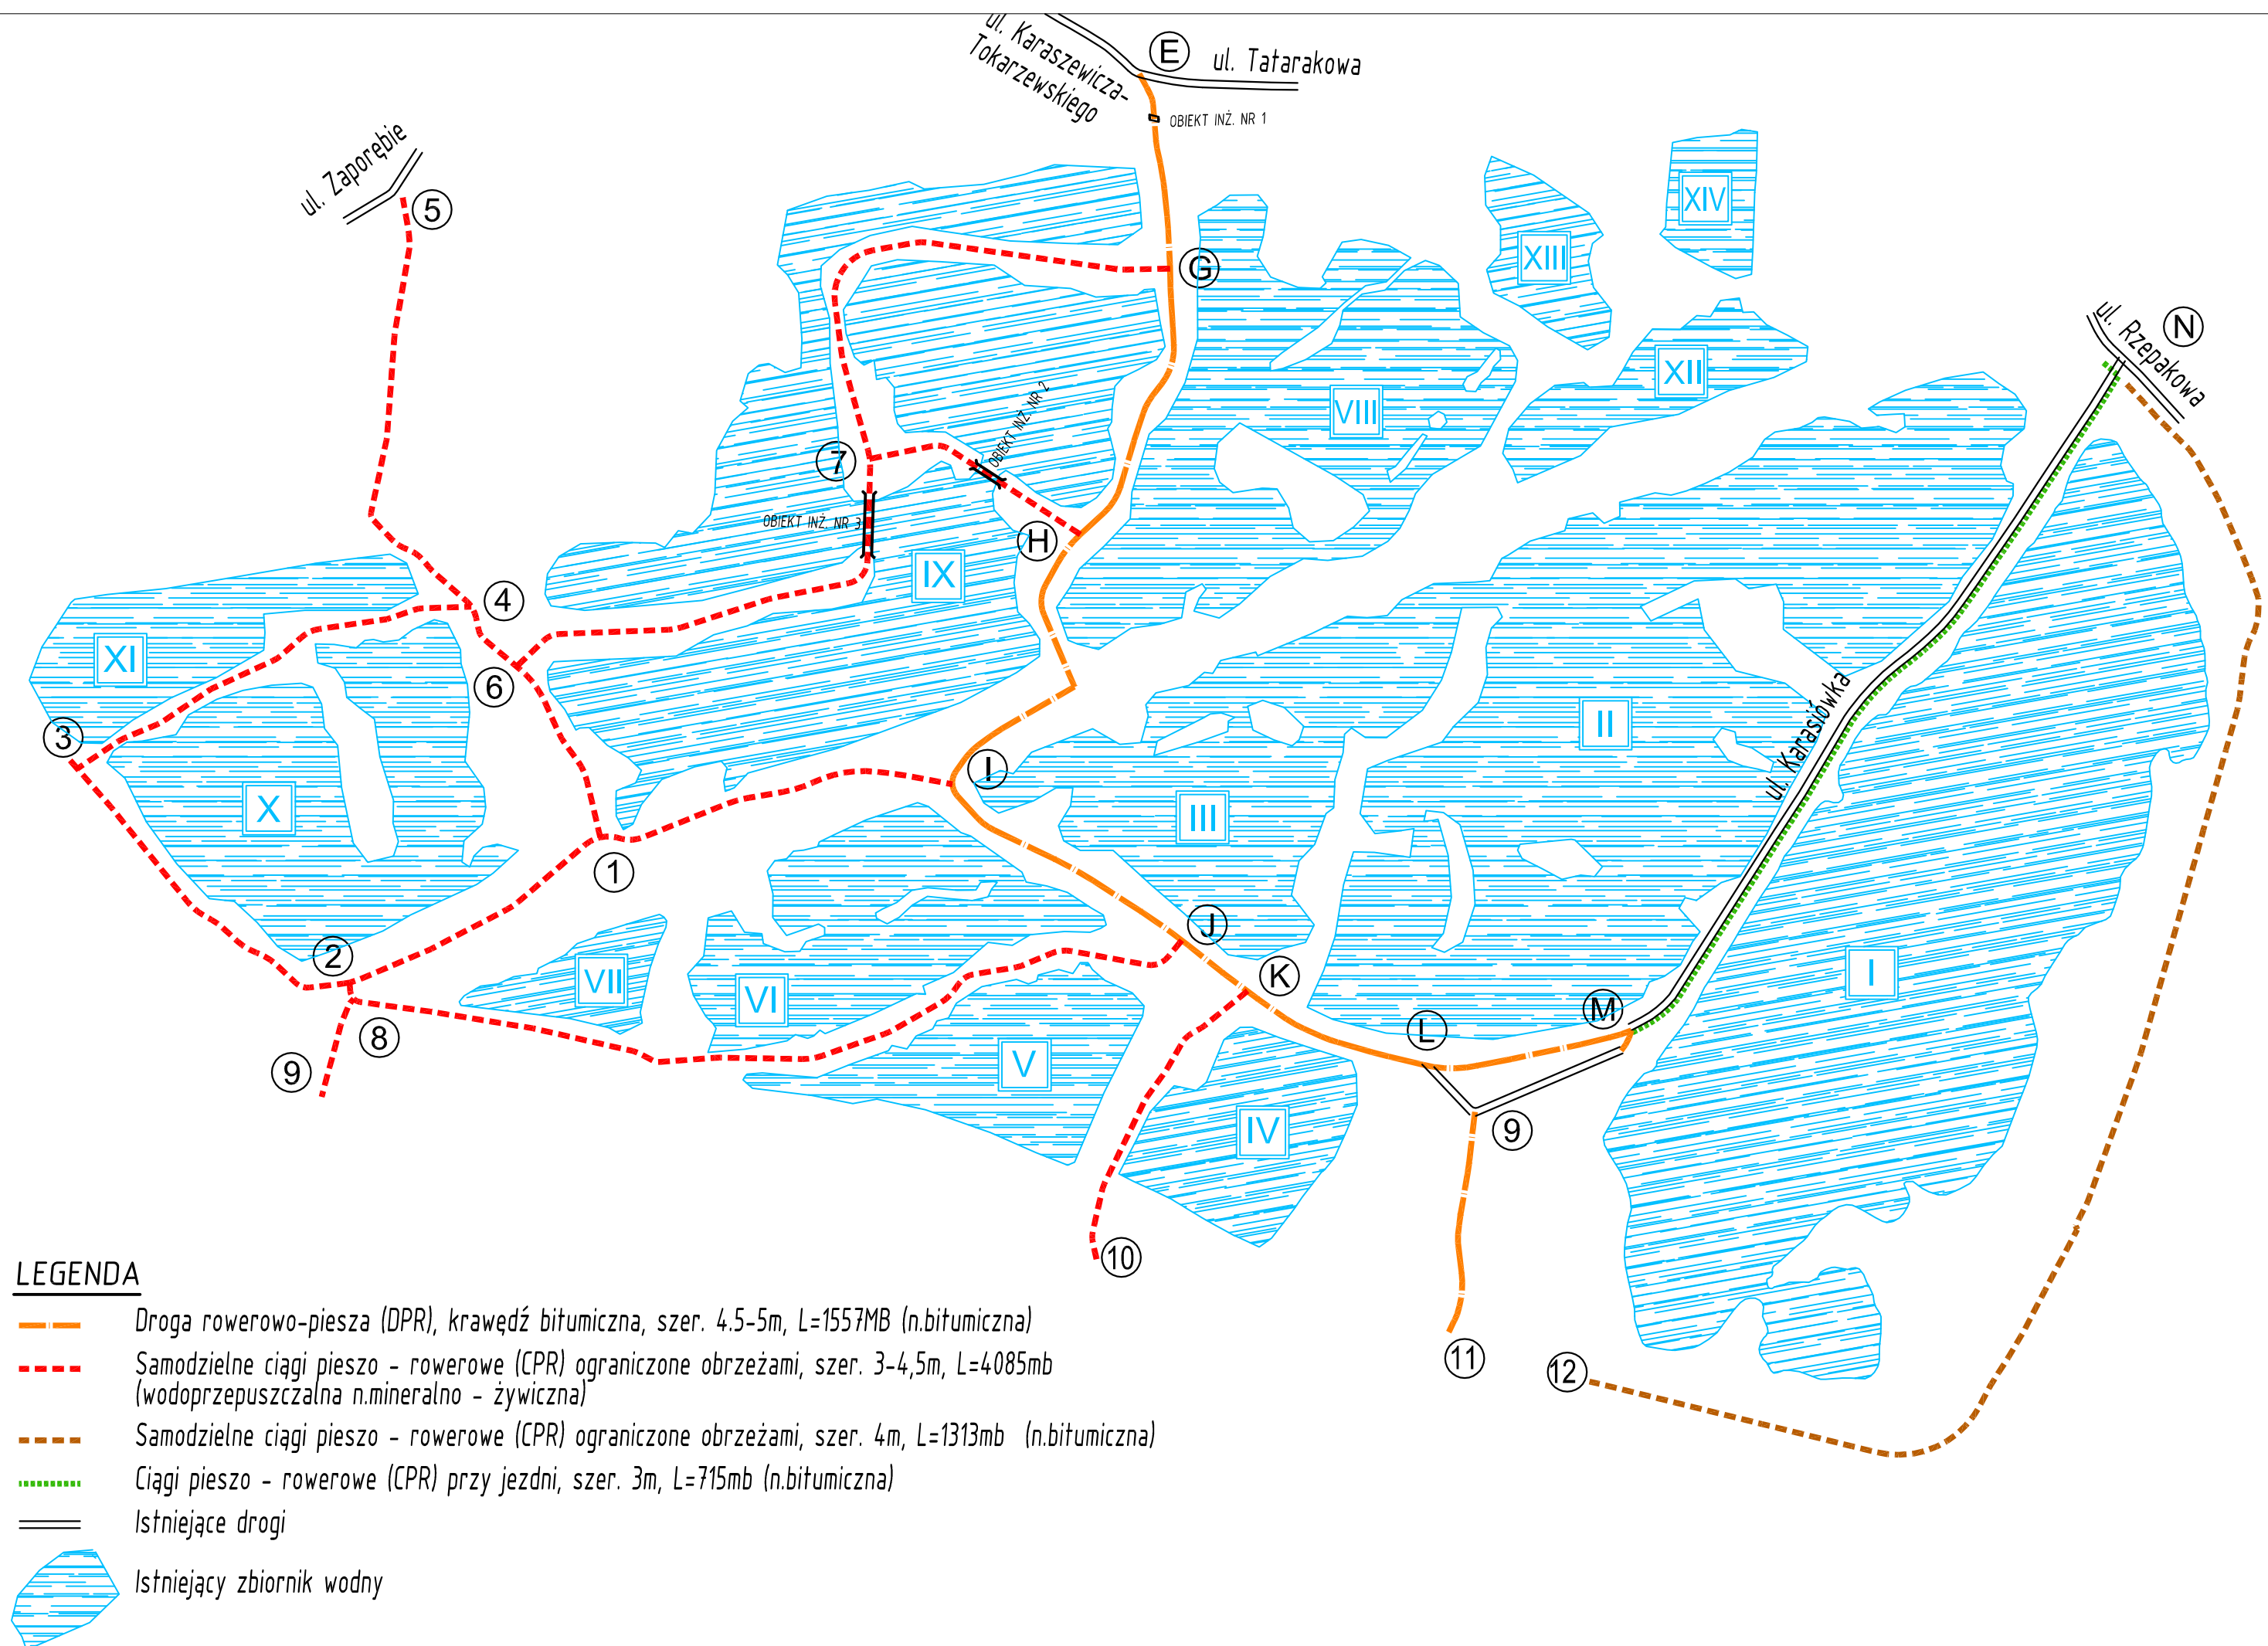 ul. Karaszewicza-
Tokarzewskiego
E
ul. Tatarakowa
OBIEKT INŻ. NR 1
ul. Zaporębie
5
XIV
XIII
G
N
ul. Rzepakowa
XII
VIII
OBIEKT INŻ. NR 2
7
OBIEKT INŻ. NR 3
H
IX
4
XI
6
3
I
II
ul. Karasiówka
X
III
1
J
2
K
VII
VI
I
M
L
8
9
V
IV
9
10
11
12
LEGENDA
Droga rowerowo-piesza (DPR), krawędź bitumiczna, szer. 4.5-5m, L=1557MB (n.bitumiczna)
Samodzielne ciągi pieszo - rowerowe (CPR) ograniczone obrzeżami, szer. 3-4,5m, L=4085mb
(wodoprzepuszczalna n.mineralno - żywiczna)
Samodzielne ciągi pieszo - rowerowe (CPR) ograniczone obrzeżami, szer. 4m, L=1313mb (n.bitumiczna)
Ciągi pieszo - rowerowe (CPR) przy jezdni, szer. 3m, L=715mb (n.bitumiczna)
Istniejące drogi
Istniejący zbiornik wodny